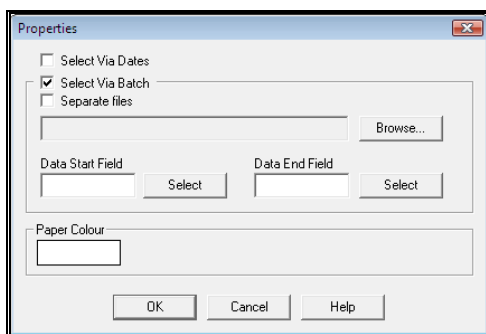 Properties
Select Via Dates
Select Via Batch
Separate files
Browse...
Data Start Field Data End Field
Select Select
Paper Colour
OK Cancel Help